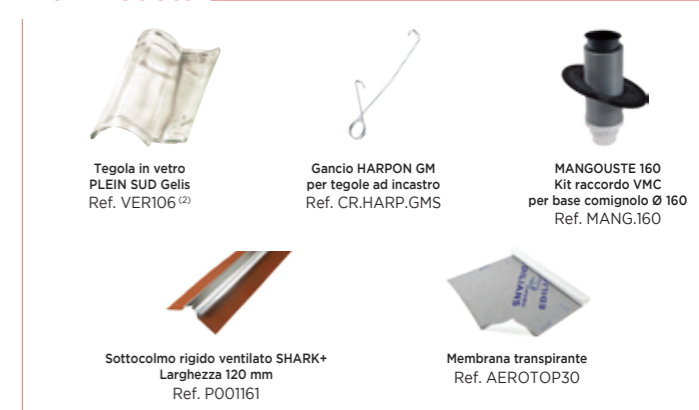 Tegola in vetro
PLEIN SUD Gelis
Ref. VER106 (2)
Gancio HARPON GM
per tegole ad incastro
Ref. CR.HARP.GMS
MANGOUSTE 160
Kit raccordo VMC
per base comignolo Ø 160
Ref. MANG.160
EDILIANS
Sottocolmo rigido ventilato SHARK+
Larghezza 120 mm
Ref. P001161
Membrana transpirante
Ref. AEROTOP30